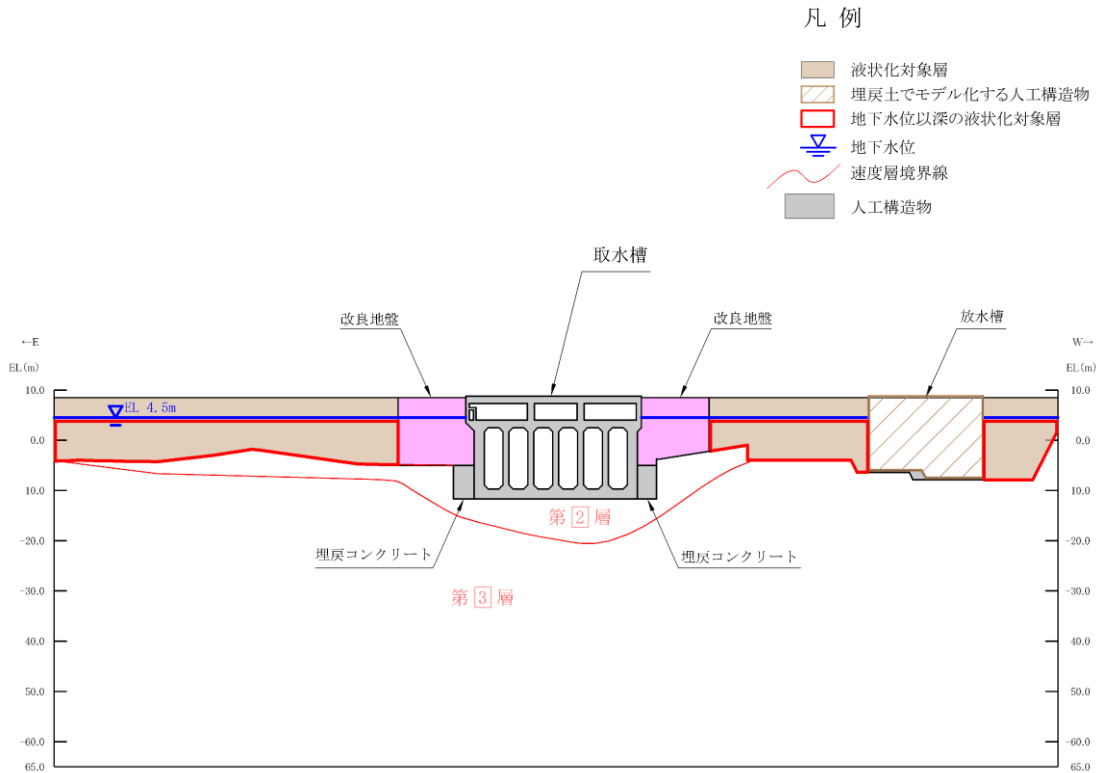 凡 例
液状化対象層
埋戻土でモデル化する人工構造物
地下水位以深の液状化対象層
地下水位
速度層境界線
人工構造物
取水槽
改良地盤
改良地盤
放水槽
←E
W→
EL(m)
EL(m)
10.0
10.0
EL 4.5m
0.0
0.0
10.0
-10.0
第2層
-20.0
-20.0
埋戻コンクリート
埋戻コンクリート
-30.0
-30.0
第3層
40.0
40.0
50.0
-50.0
-60.0
-60.0
65.0
65.0